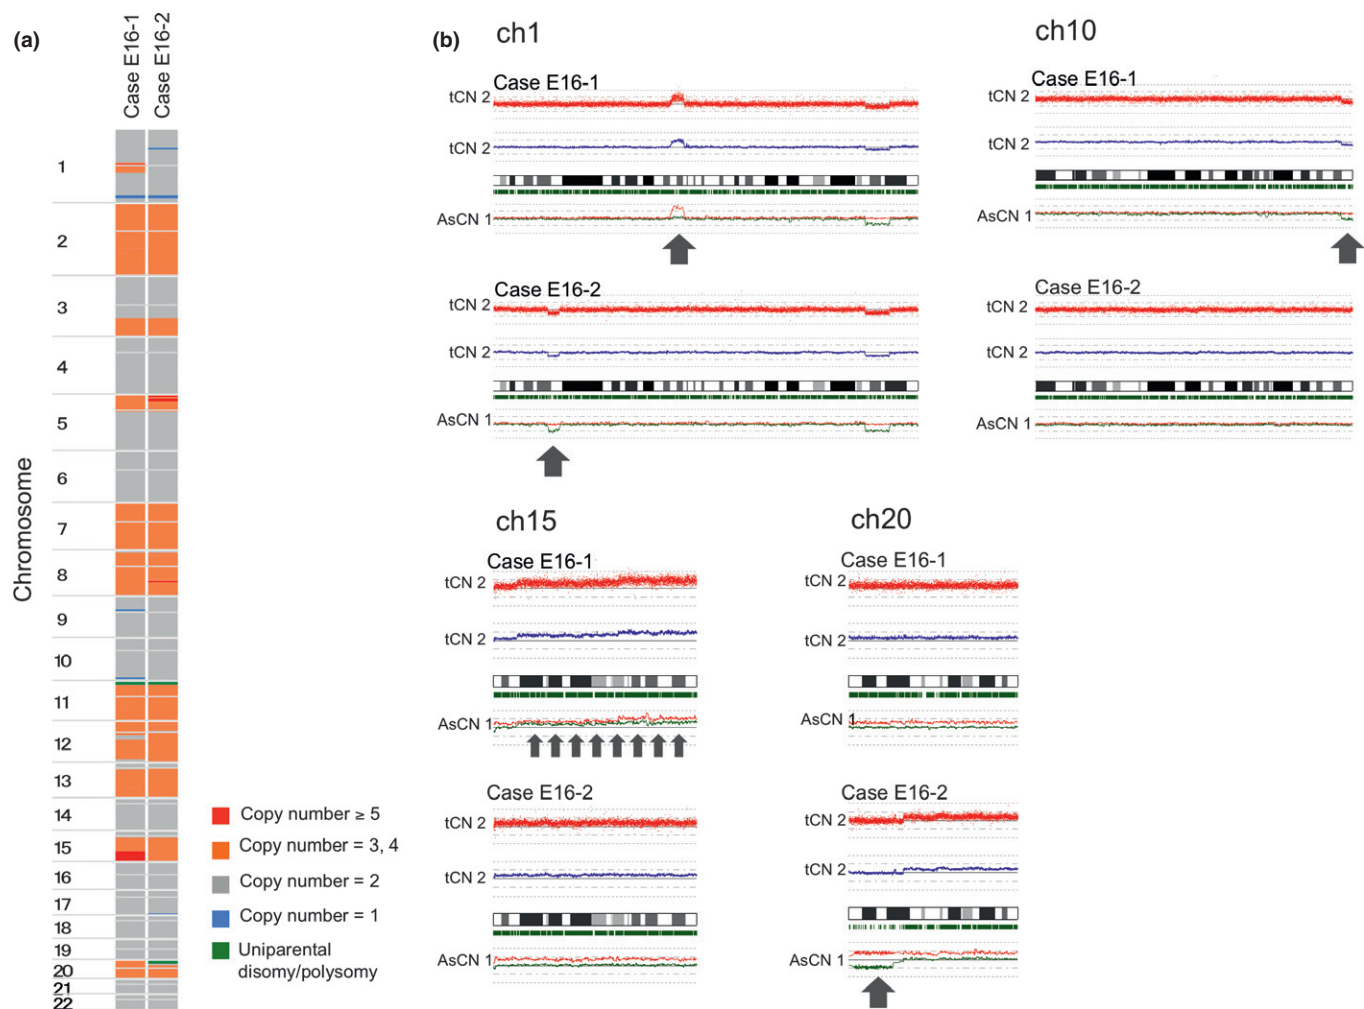 (a)
Case E16-1
Case E16-2
Chromosome
1
2
3
4
5
6
7
8
9
10
11
12
13
14
15
16
17
18
19
20
21
22
Copy number ≥ 5
Copy number = 3, 4
Copy number = 2
Copy number = 1
Uniparental
disomy/polysomy
(b)
ch1
Case E16-1
tCN 2
tCN 2
AsCN 1
Case E16-2
tCN 2
tCN 2
AsCN 1
ch10
Case E16-1
tCN 2
tCN 2
AsCN 1
Case E16-2
tCN 2
tCN 2
AsCN 1
ch15
Case E16-1
tCN 2
tCN 2
AsCN 1
Case E16-2
tCN 2
tCN 2
AsCN 1
ch20
Case E16-1
tCN 2
tCN 2
AsCN 1
Case E16-2
tCN 2
tCN 2
AsCN 1